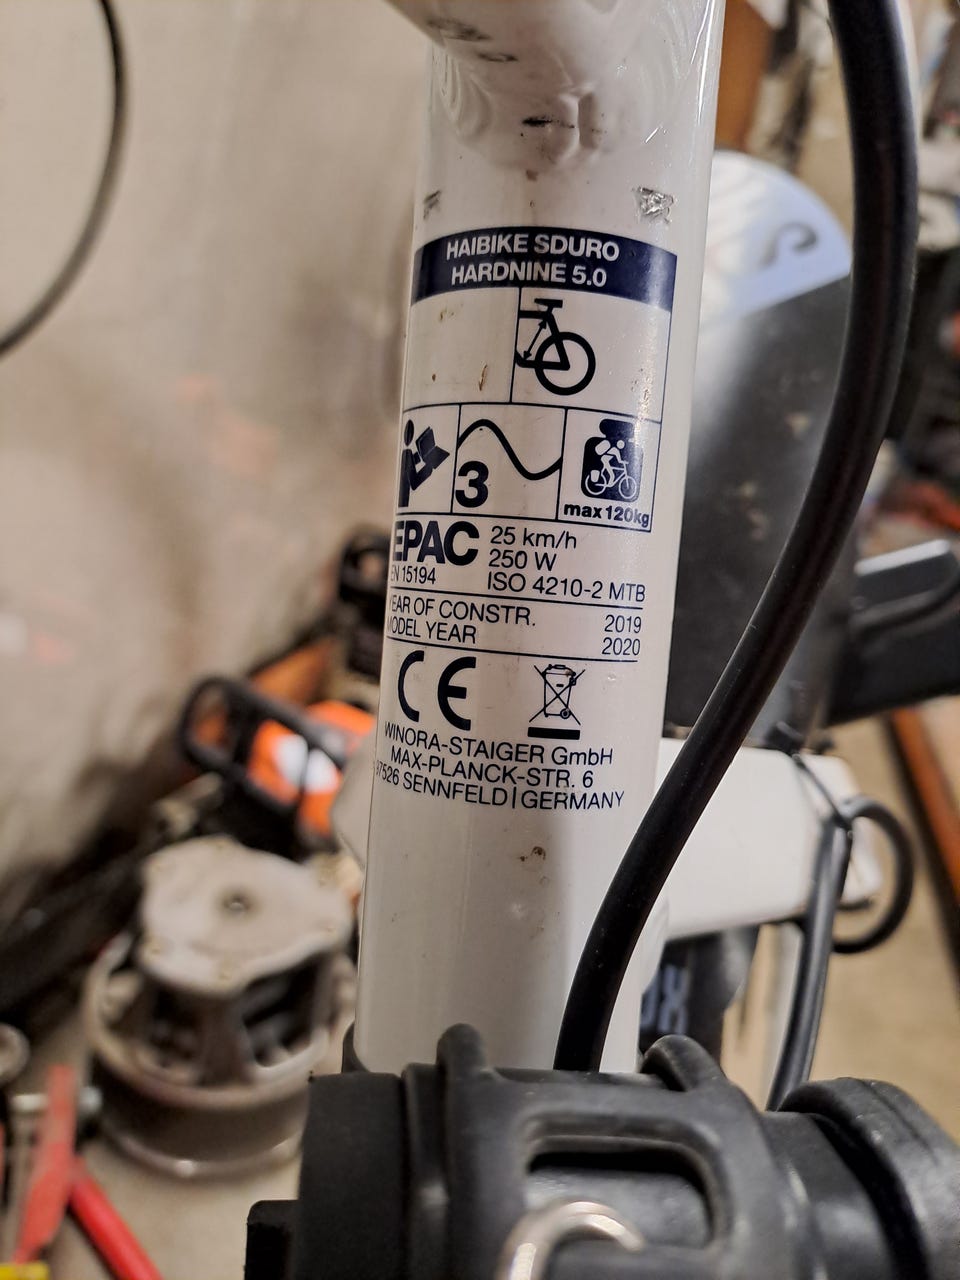 HAIBIKE SDURO
HARDNINE 5.0
3
max 120kg
EPAC 25 km/h
250 W
EN 15194 ISO 4210-2 MTB
YEAR OF CONSTR. 2019
MODEL YEAR 2020
CE
WINORA-STAIGER GmbH
MAX-PLANCK-STR. 6
97526 SENNFELD | GERMANY